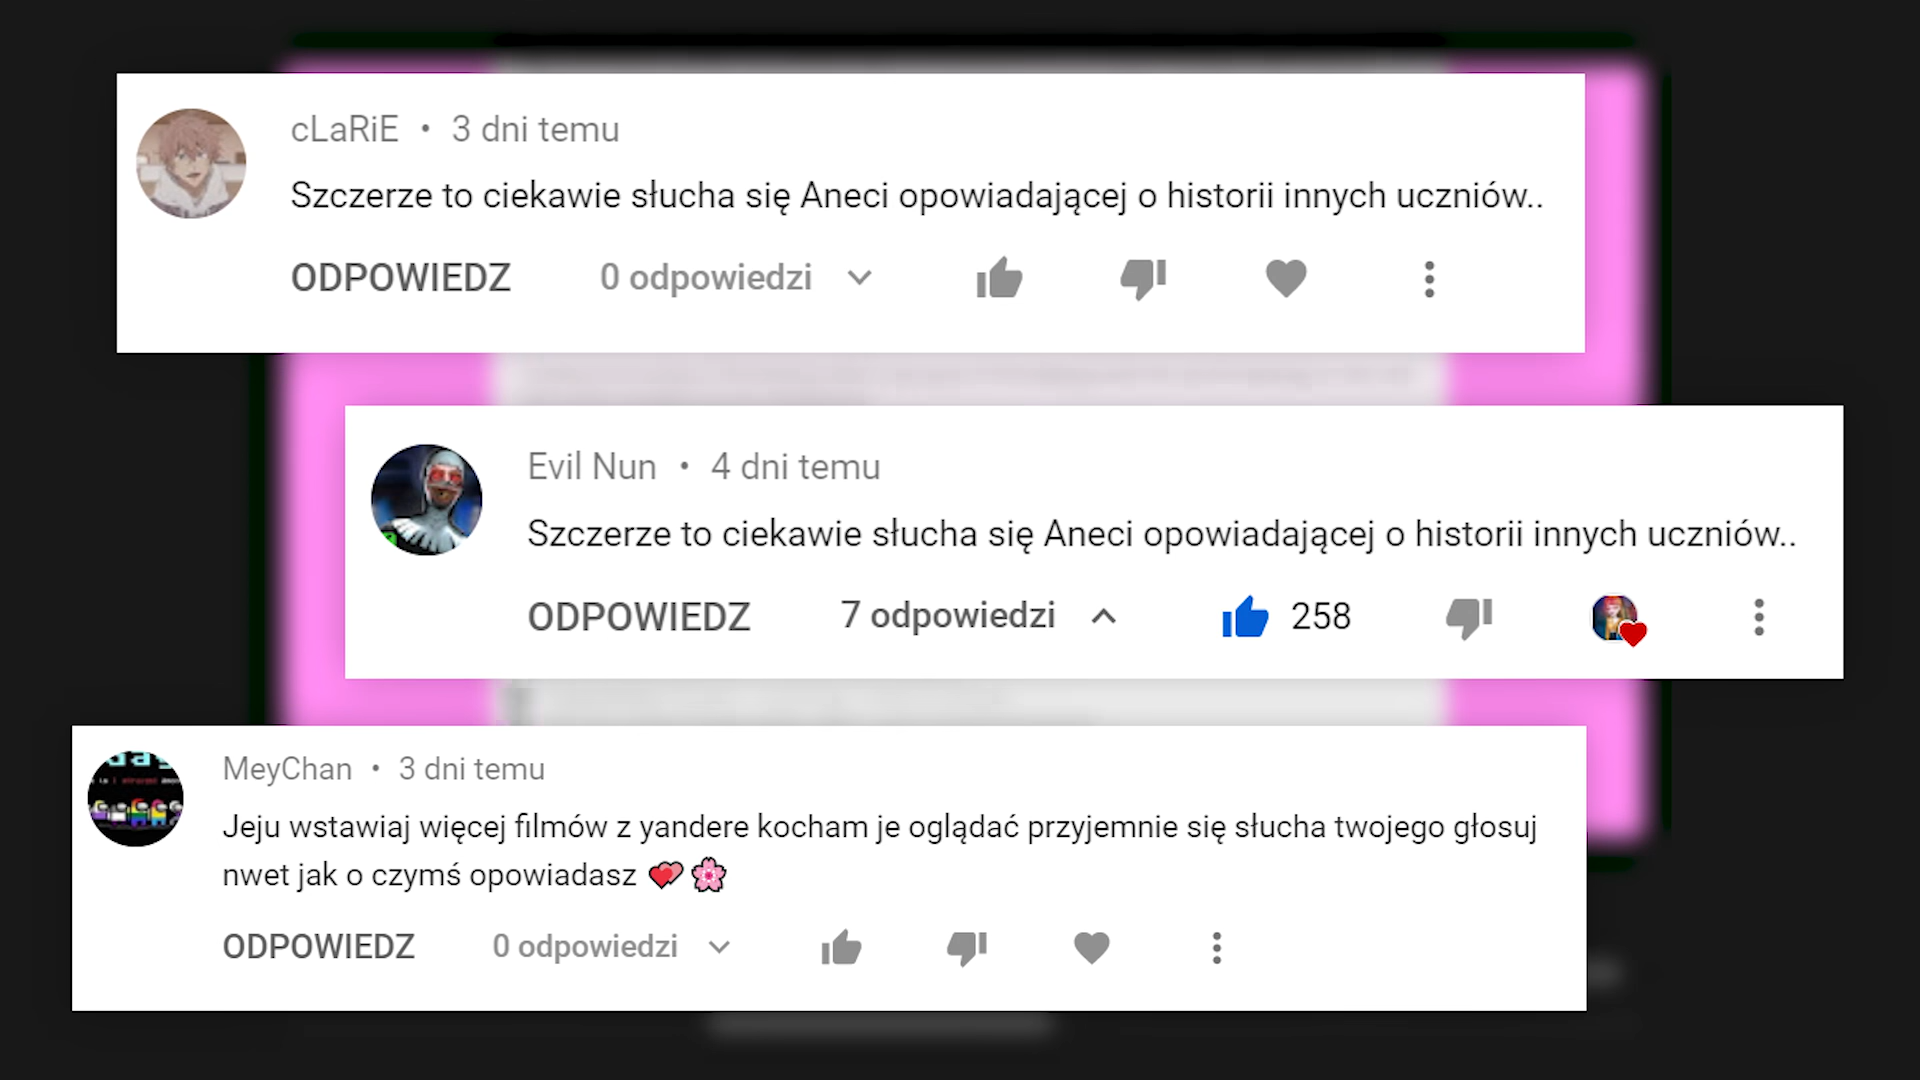 cLaRiE • 3 dni temu
Szczerze to ciekawie słucha się Aneci opowiadającej o historii innych uczniów..
ODPOWIEDZ 0 odpowiedzi
Evil Nun • 4 dni temu
Szczerze to ciekawie słucha się Aneci opowiadającej o historii innych uczniów..
ODPOWIEDZ 7 odpowiedzi 258
MeyChan • 3 dni temu
Jeju wstawiaj więcej filmów z yandere kocham je oglądać przyjemnie się słucha twojego głosuj
nwet jak o czymś opowiadasz 💕🌸
ODPOWIEDZ 0 odpowiedzi